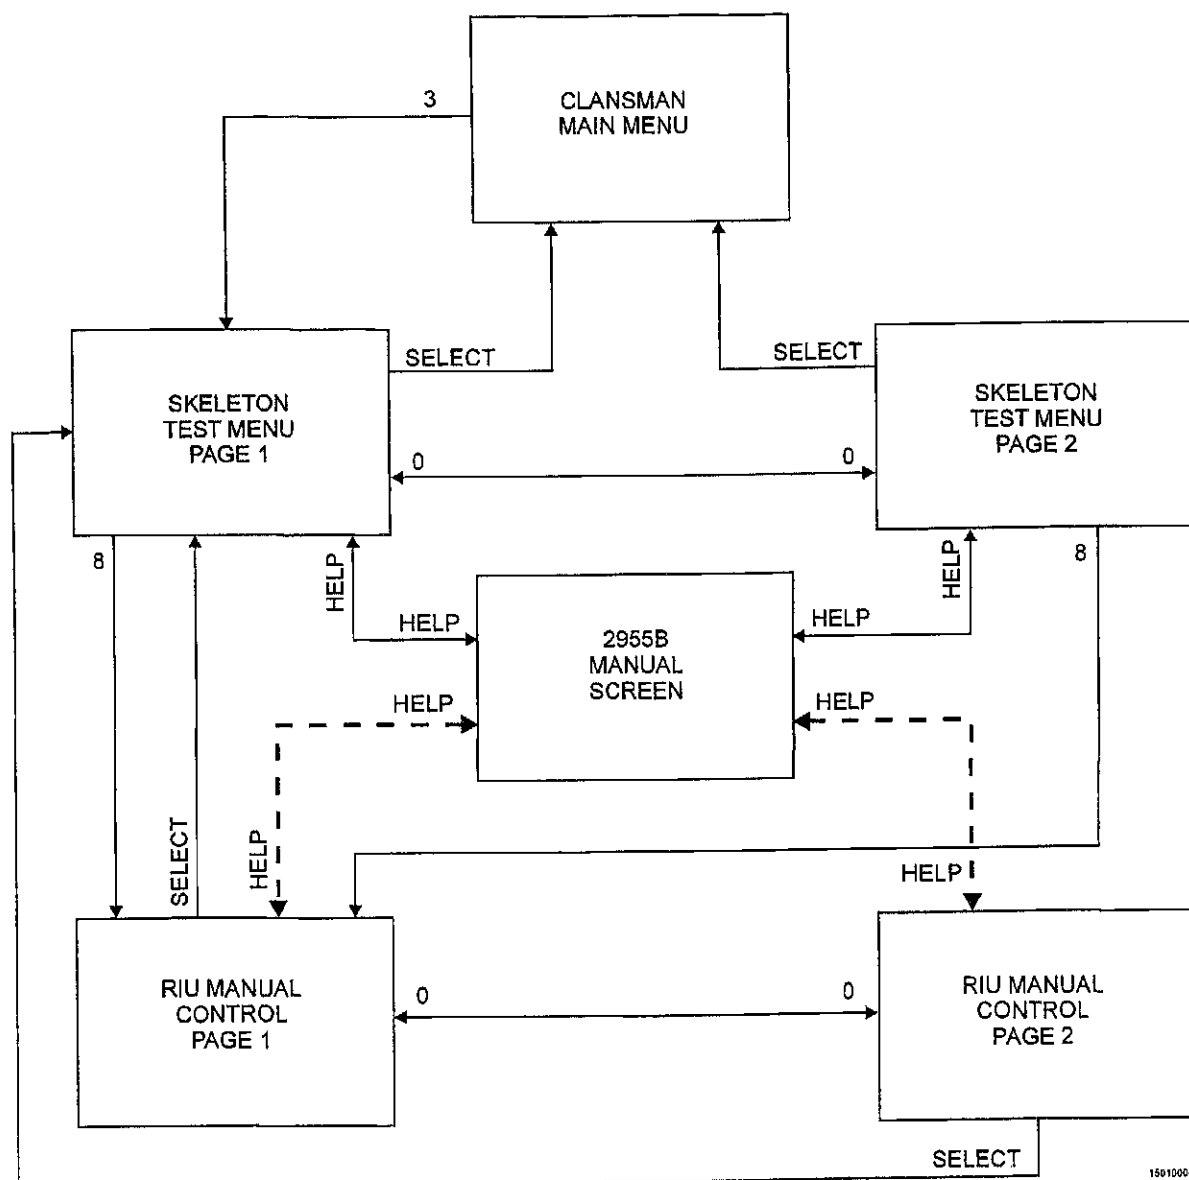 CLANSMAN
MAIN MENU
3
SELECT
SELECT
SKELETON
TEST MENU
PAGE 1
SKELETON
TEST MENU
PAGE 2
0
0
8
HELP
HELP
HELP
HELP
8
2955B
MANUAL
SCREEN
HELP
HELP
SELECT
HELP
HELP
RIU MANUAL
CONTROL
PAGE 1
0
0
RIU MANUAL
CONTROL
PAGE 2
SELECT